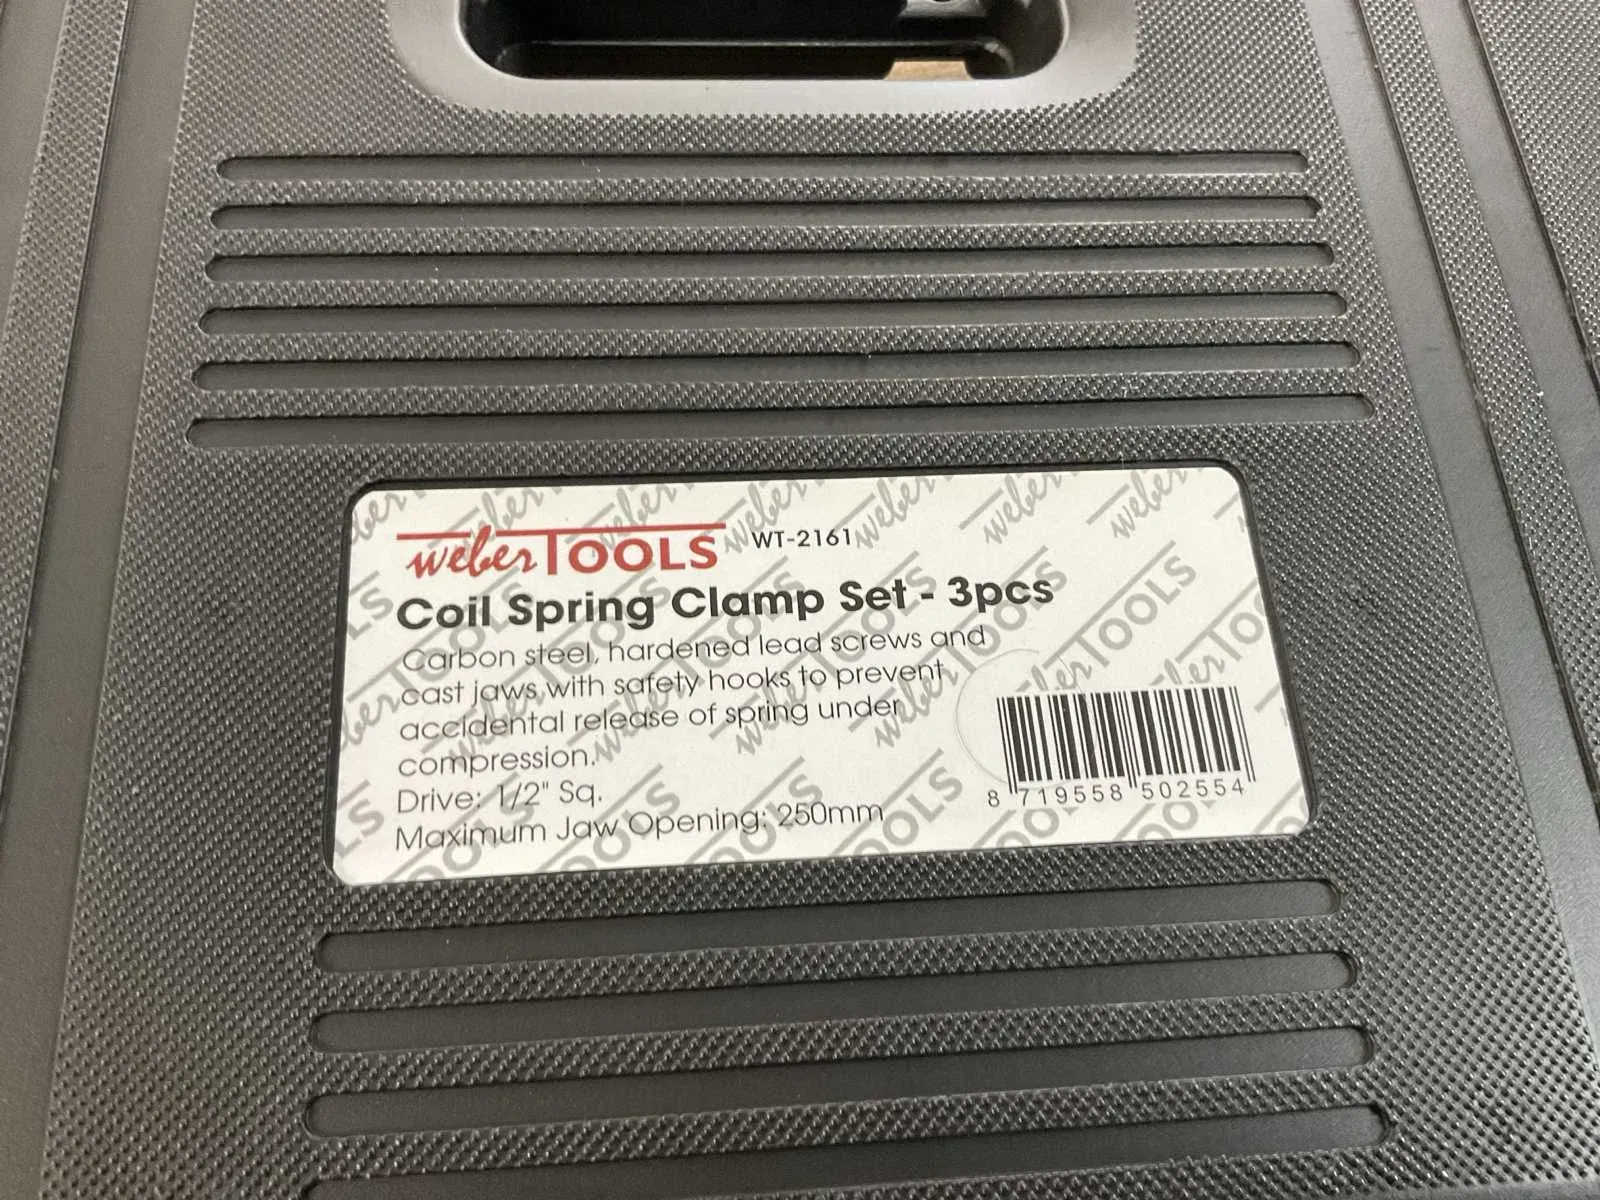 weber TOOLS WT-2161
Coil Spring Clamp Set - 3pcs
Carbon steel, hardened lead screws and
cast jaws with safety hooks to prevent
accidental release of spring under
compression.
Drive: 1/2" Sq.
Maximum Jaw Opening: 250mm
8 719558 502554